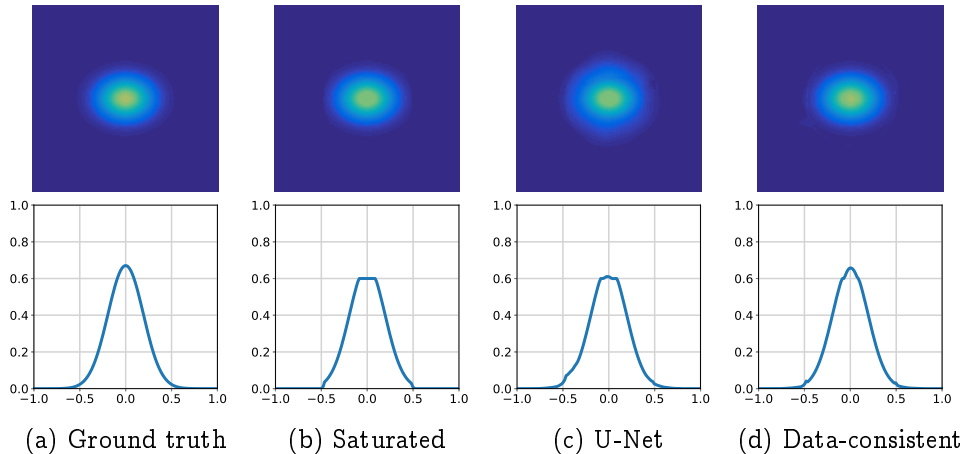 1.0 1.0 1.0 1.0
0.8 0.8 0.8 0.8
0.6 0.6 0.6 0.6
0.4 0.4 0.4 0.4
0.2 0.2 0.2 0.2
0.0 0.0 0.0 0.0
−1.0 −0.5 0.0 0.5 1.0 −1.0 −0.5 0.0 0.5 1.0 −1.0 −0.5 0.0 0.5 1.0 −1.0 −0.5 0.0 0.5 1.0
(a) Ground truth (b) Saturated (c) U-Net (d) Data-consistent